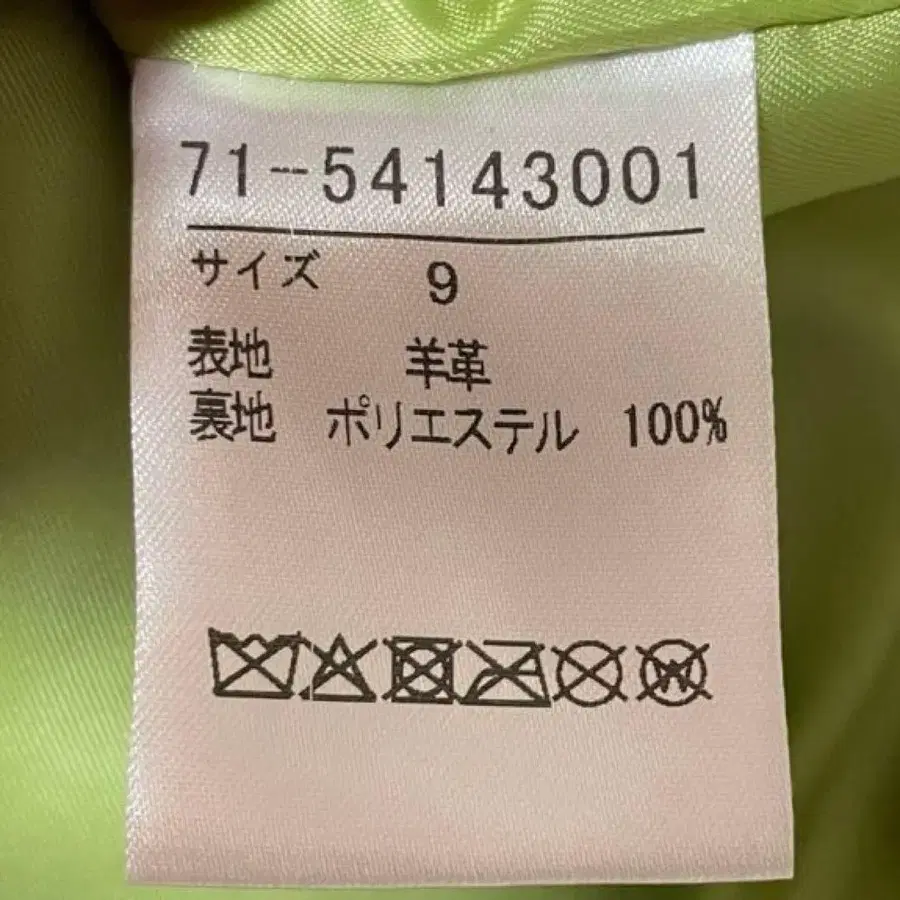 71-54143001
サイズ 9
表地 羊革
裏地 ポリエステル 100%